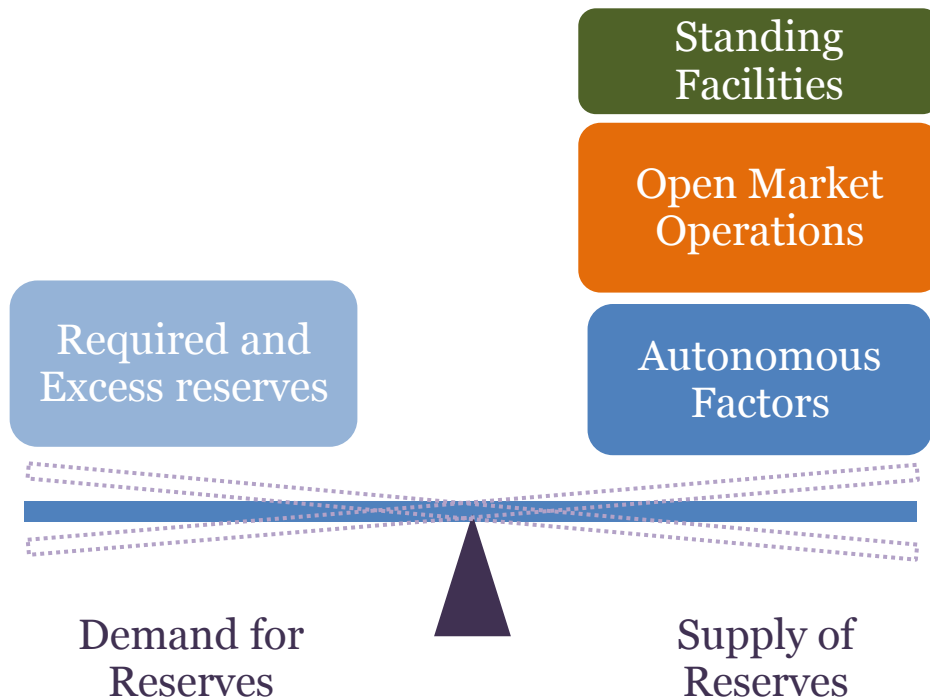 Standing
Facilities
Open Market
Operations
Required and
Excess reserves
Autonomous
Factors
Demand for
Reserves
Supply of
Reserves